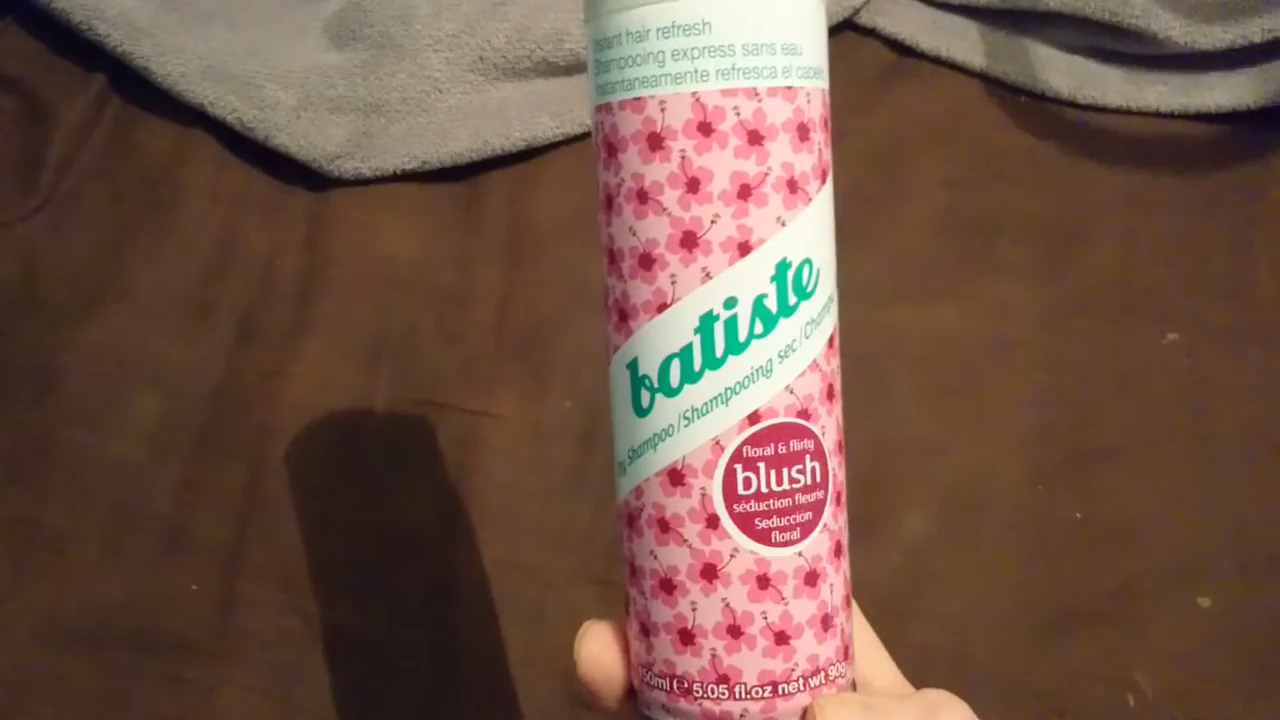 instant hair refresh
Shampooing express sans eau
instantaneamente refresca el cabello
batiste
Dry Shampoo/Shampooing sec/Champú
floral & flirty
blush
séduction fleurie
Seducción
floral
150ml ℮ 5.05 fl.oz net wt 90g